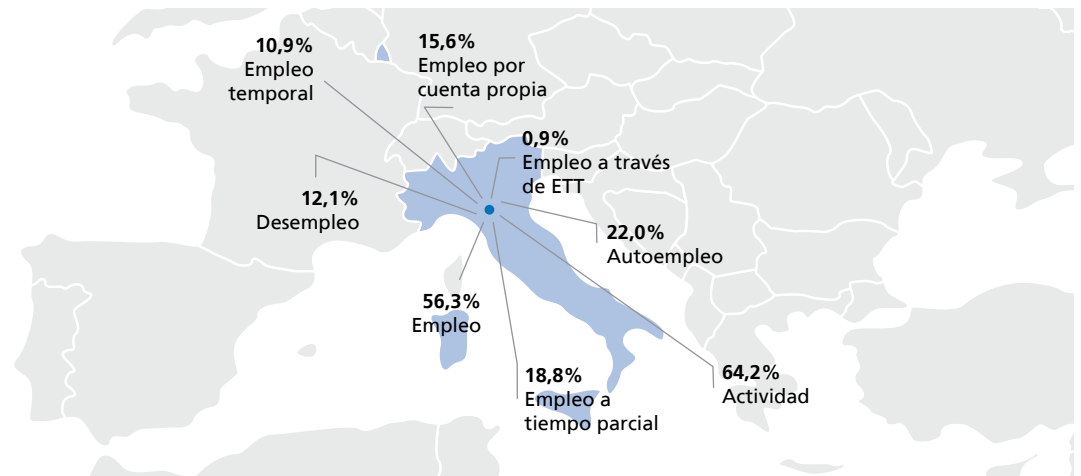 10,9%
Empleo
temporal
15,6%
Empleo por
cuenta propia
0,9%
Empleo a través
de ETT
12,1%
Desempleo
22,0%
Autoempleo
56,3%
Empleo
18,8%
Empleo a
tiempo parcial
64,2%
Actividad